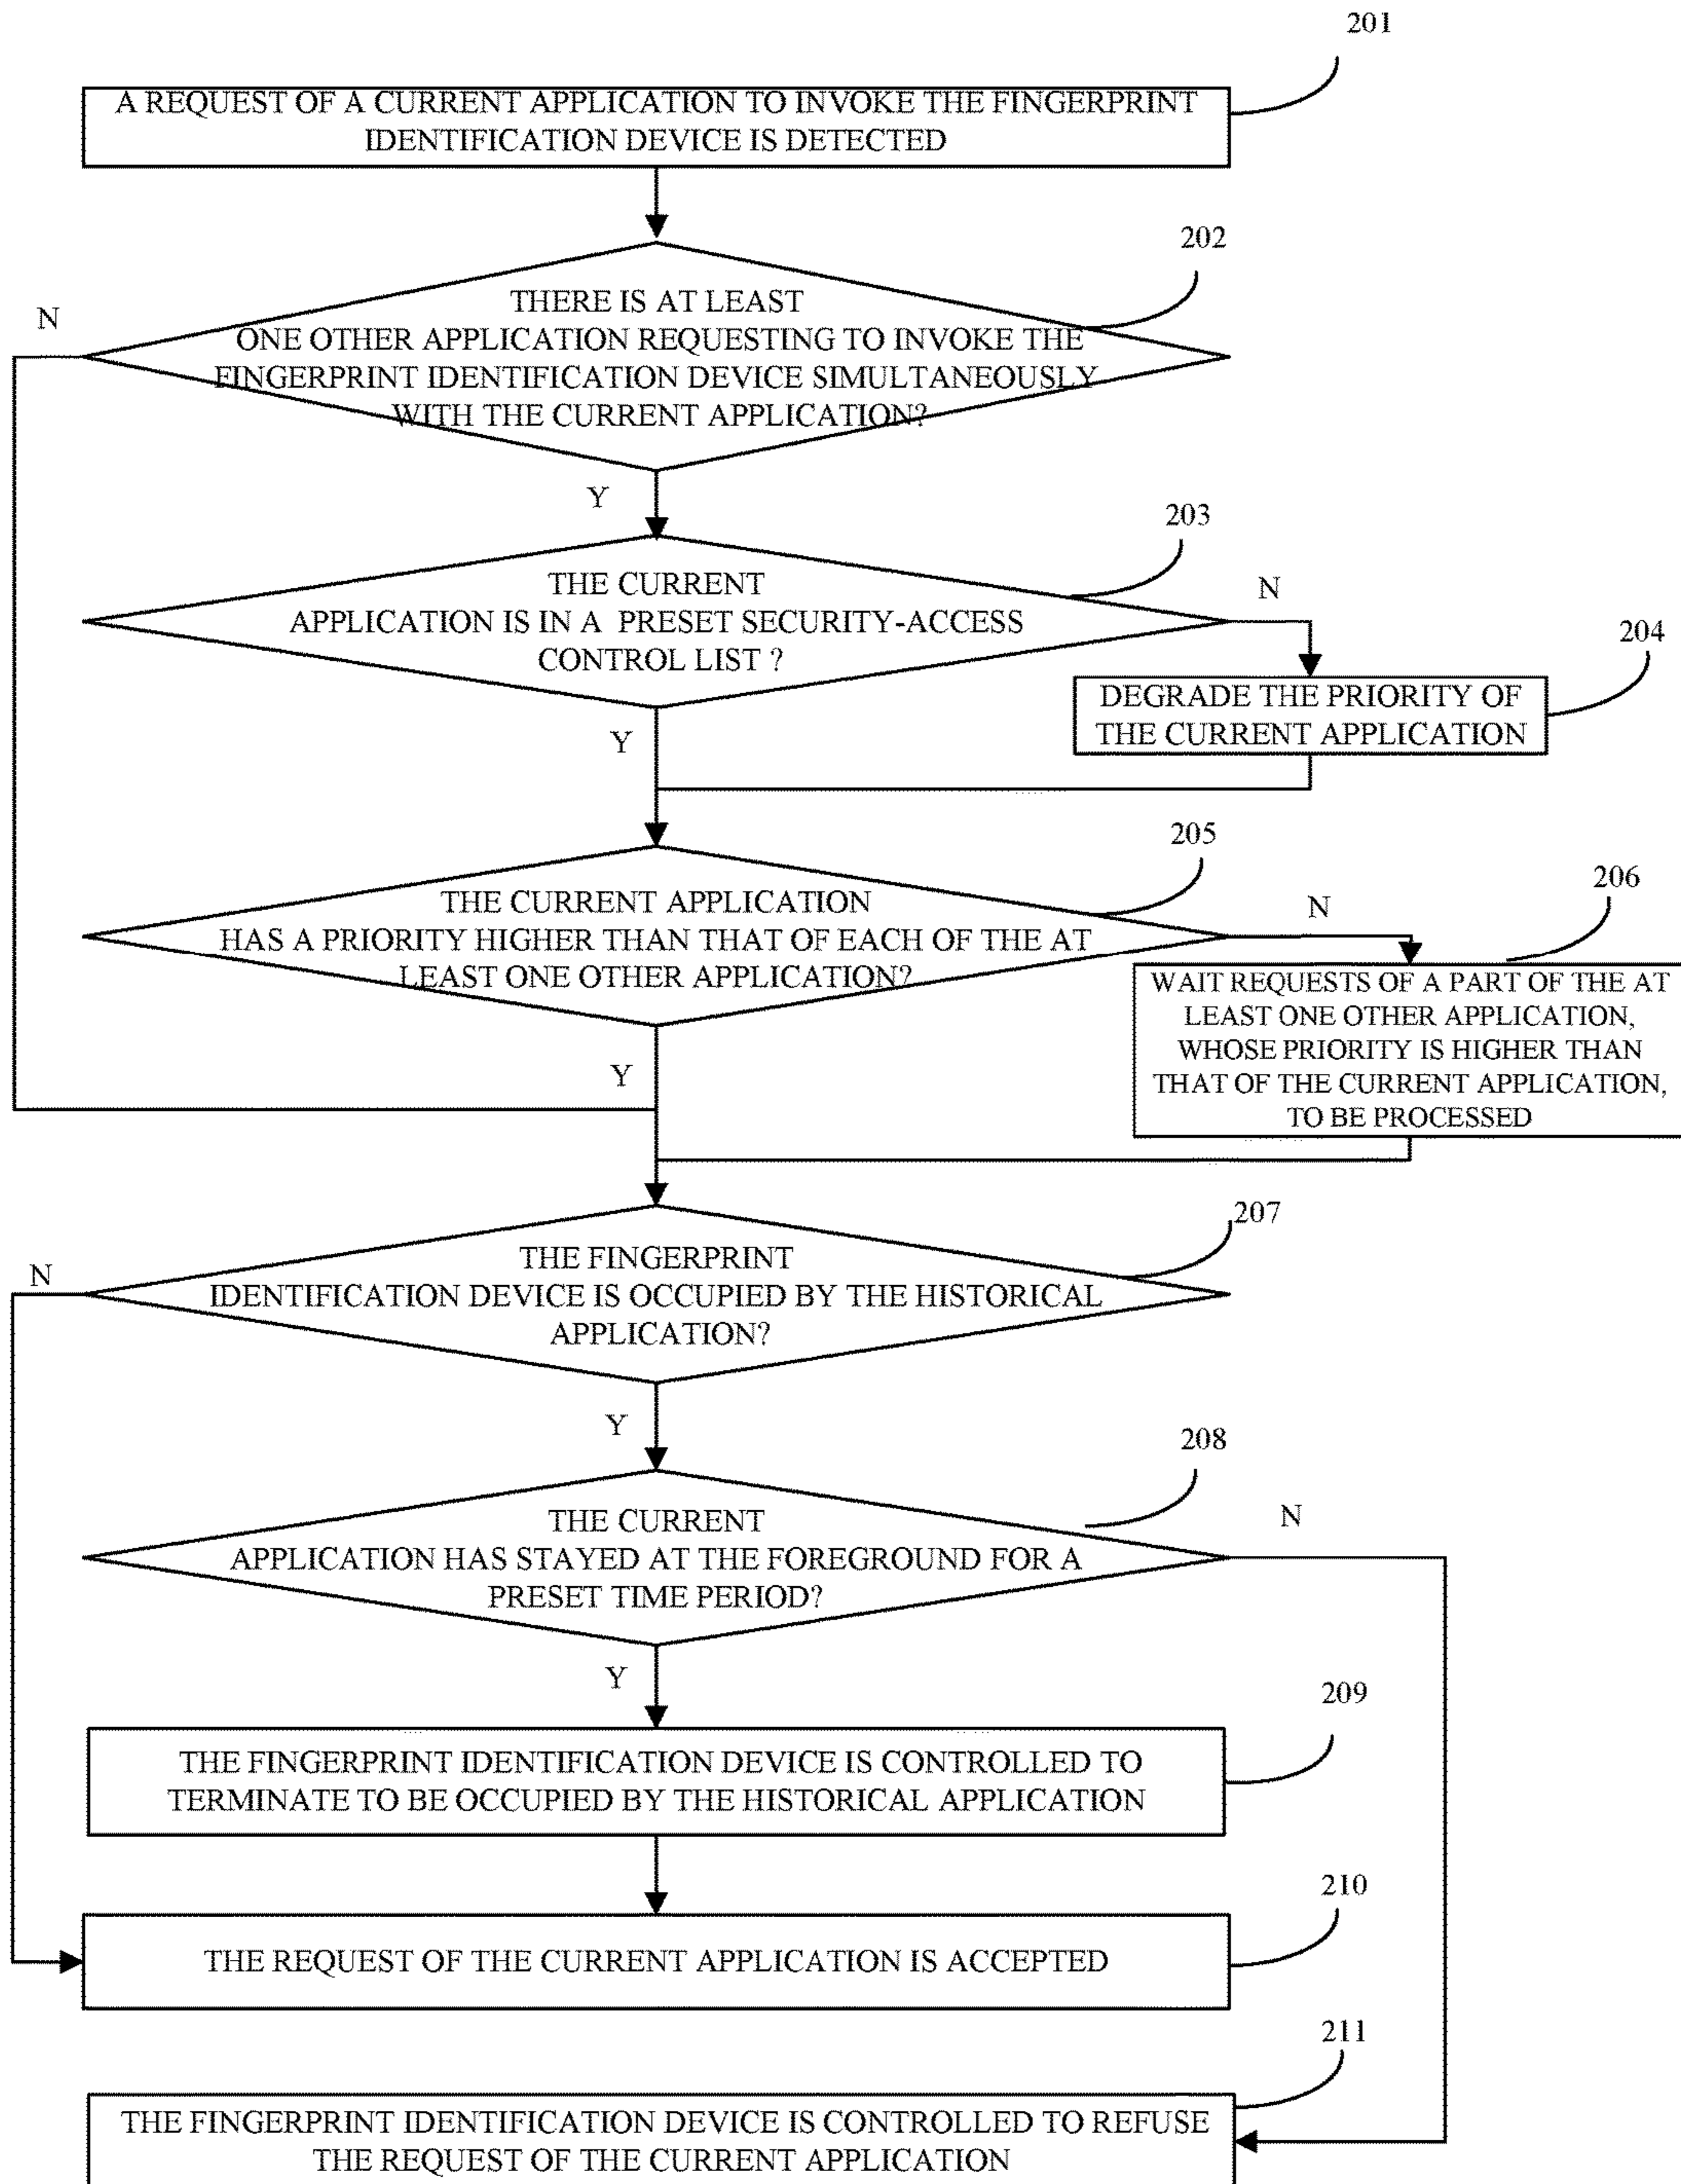 201
A REQUEST OF A CURRENT APPLICATION TO INVOKE THE FINGERPRINT
IDENTIFICATION DEVICE IS DETECTED
202
N
THERE IS AT LEAST
ONE OTHER APPLICATION REQUESTING TO INVOKE THE
FINGERPRINT IDENTIFICATION DEVICE SIMULTANEOUSLY
WITH THE CURRENT APPLICATION?
Y
203
THE CURRENT
APPLICATION IS IN A PRESET SECURITY-ACCESS
CONTROL LIST ?
N
204
DEGRADE THE PRIORITY OF
THE CURRENT APPLICATION
Y
205
THE CURRENT APPLICATION
HAS A PRIORITY HIGHER THAN THAT OF EACH OF THE AT
LEAST ONE OTHER APPLICATION?
N
206
WAIT REQUESTS OF A PART OF THE AT
LEAST ONE OTHER APPLICATION,
WHOSE PRIORITY IS HIGHER THAN
THAT OF THE CURRENT APPLICATION,
TO BE PROCESSED
Y
207
N
THE FINGERPRINT
IDENTIFICATION DEVICE IS OCCUPIED BY THE HISTORICAL
APPLICATION?
Y
208
THE CURRENT
APPLICATION HAS STAYED AT THE FOREGROUND FOR A
PRESET TIME PERIOD?
N
Y
209
THE FINGERPRINT IDENTIFICATION DEVICE IS CONTROLLED TO
TERMINATE TO BE OCCUPIED BY THE HISTORICAL APPLICATION
210
THE REQUEST OF THE CURRENT APPLICATION IS ACCEPTED
211
THE FINGERPRINT IDENTIFICATION DEVICE IS CONTROLLED TO REFUSE
THE REQUEST OF THE CURRENT APPLICATION